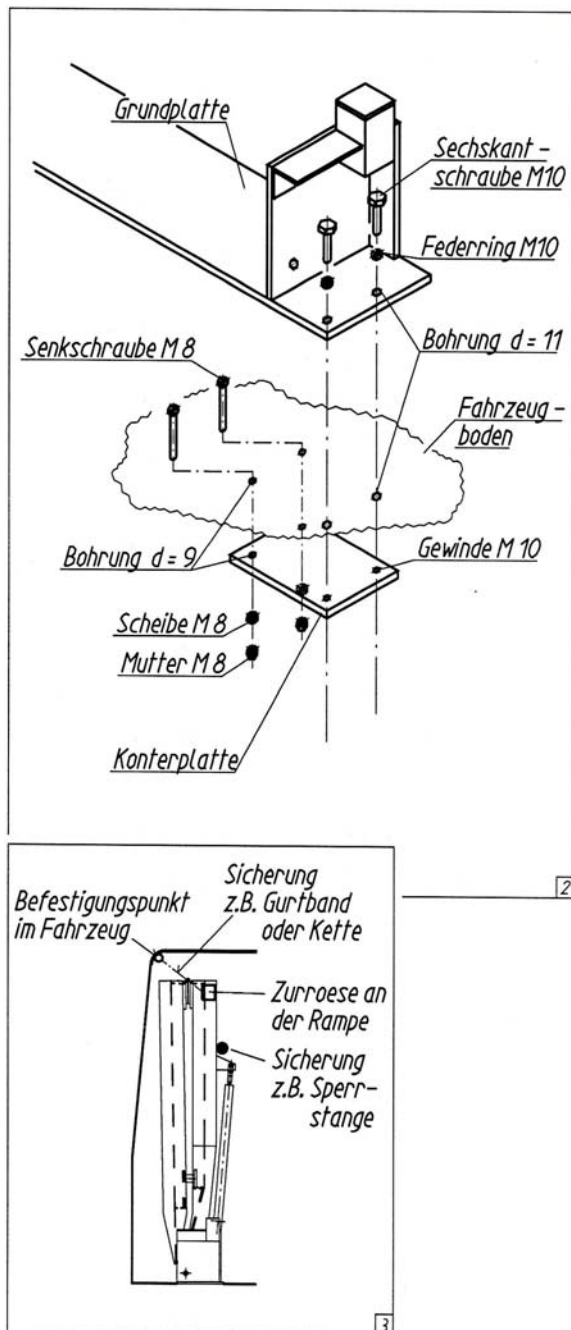 Grundplatte
Sechskant-
schraube M10
Federring M10
Bohrung d = 11
Senkschraube M 8
Fahrzeug-
boden
Bohrung d = 9
Gewinde M 10
Scheibe M 8
Mutter M 8
Konterplatte
2
Sicherung
z.B. Gurtband
oder Kette
Befestigungspunkt
im Fahrzeug
Zurroese an
der Rampe
Sicherung
z.B. Sperr-
stange
3